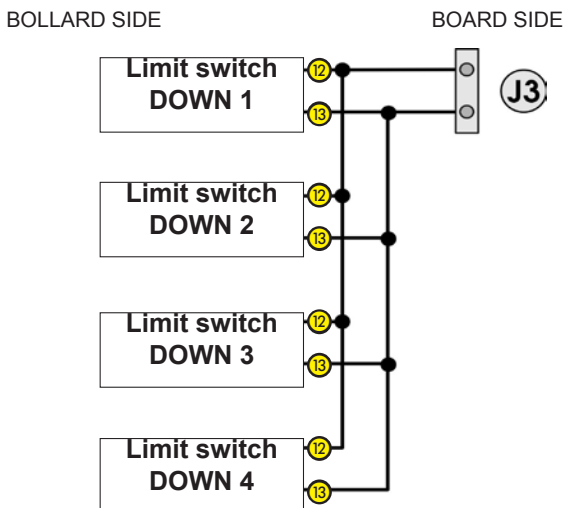 BOLLARD SIDE
BOARD SIDE
Limit switch
DOWN 1
12
13
J3
Limit switch
DOWN 2
12
13
Limit switch
DOWN 3
12
13
Limit switch
DOWN 4
12
13